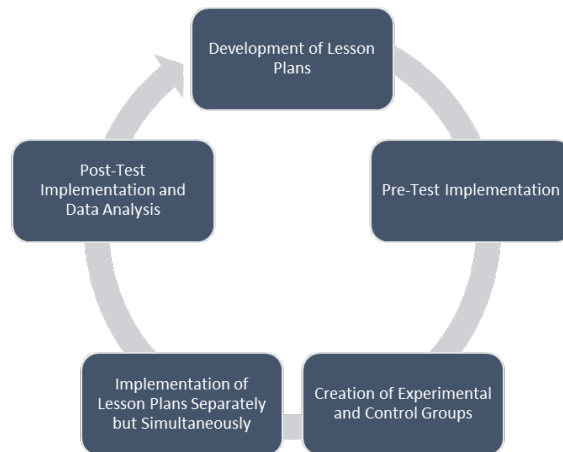 Development of Lesson
Plans
Pre-Test Implementation
Creation of Experimental
and Control Groups
Implementation of
Lesson Plans Separately
but Simultaneously
Post-Test
Implementation and
Data Analysis